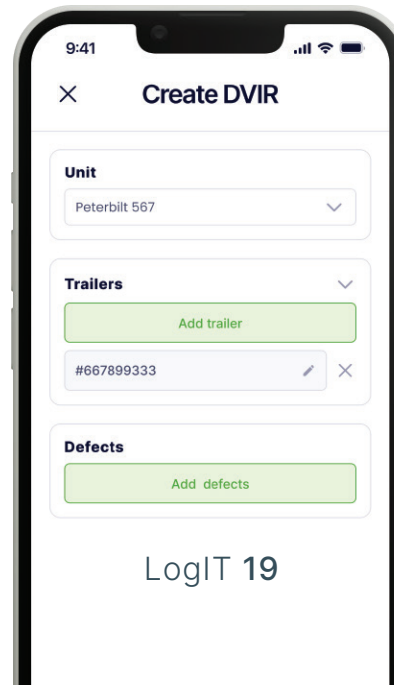 9:41
Create DVIR
Unit
Peterbilt 567
Trailers
Add trailer
#667899333
Defects
Add defects
LogIT 19